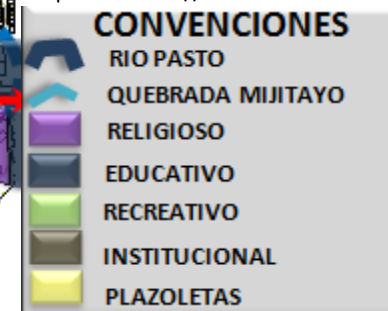 CONVENCIONES
RIO PASTO
QUEBRADA MIJITAYO
RELIGIOSO
EDUCATIVO
RECREATIVO
INSTITUCIONAL
PLAZOLETAS